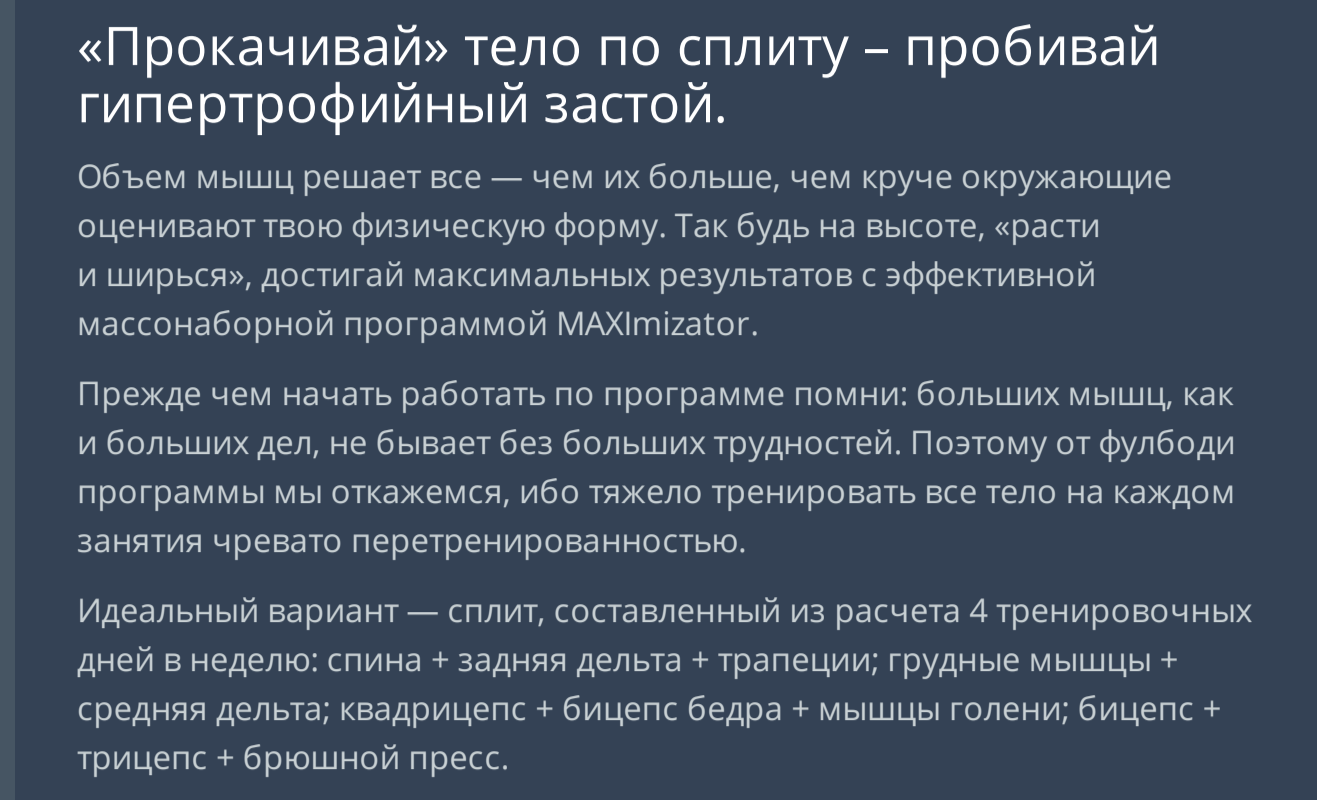 «Прокачивай» тело по сплиту – пробивай
гипертрофийный застой.
Объем мышц решает все — чем их больше, чем круче окружающие
оценивают твою физическую форму. Так будь на высоте, «расти
и ширься», достигай максимальных результатов с эффективной
массонаборной программой MAXImizator.
Прежде чем начать работать по программе помни: больших мышц, как
и больших дел, не бывает без больших трудностей. Поэтому от фулбоди
программы мы откажемся, ибо тяжело тренировать все тело на каждом
занятия чревато перетренированностью.
Идеальный вариант — сплит, составленный из расчета 4 тренировочных
дней в неделю: спина + задняя дельта + трапеции; грудные мышцы +
средняя дельта; квадрицепс + бицепс бедра + мышцы голени; бицепс +
трицепс + брюшной пресс.